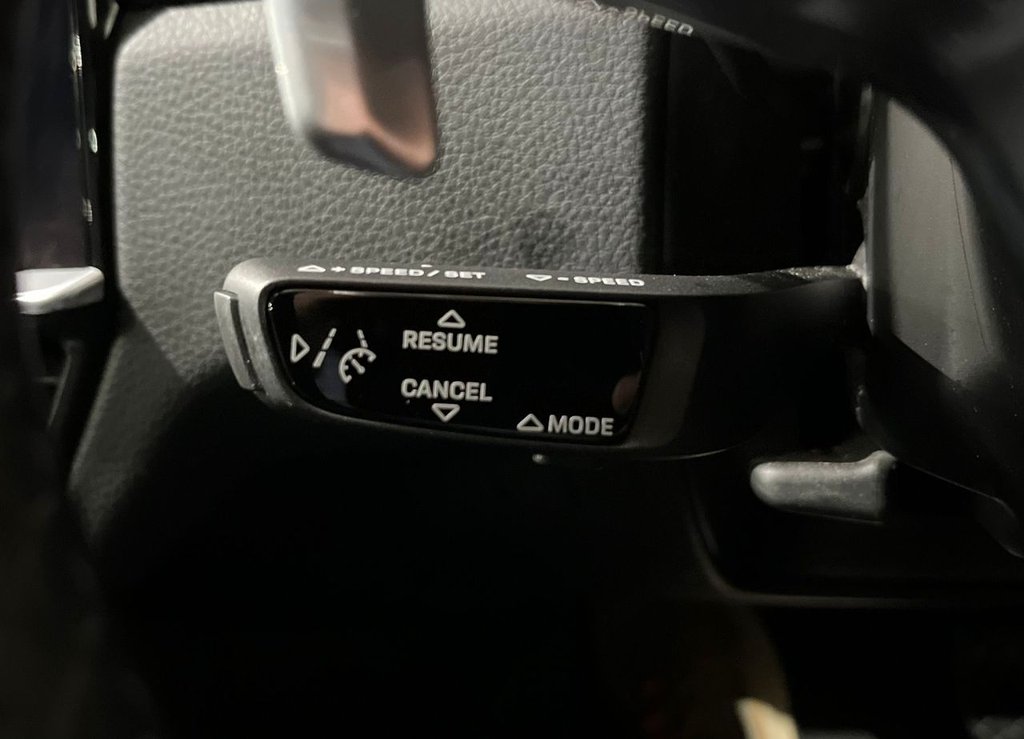 + SPEED / SET - SPEED
RESUME
CANCEL
MODE